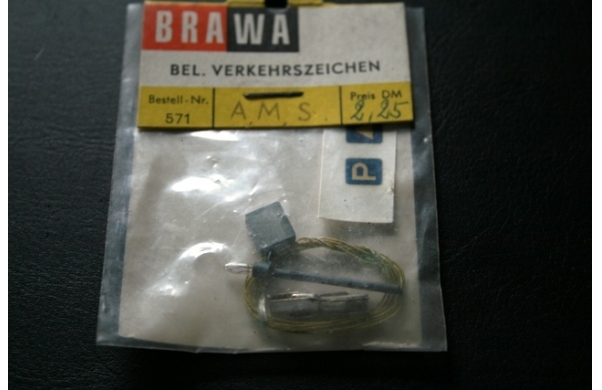 BRAWA
BEL. VERKEHRSZEICHEN
Bestell-Nr. 571
A.M.S.
Preis DM 2,25
P